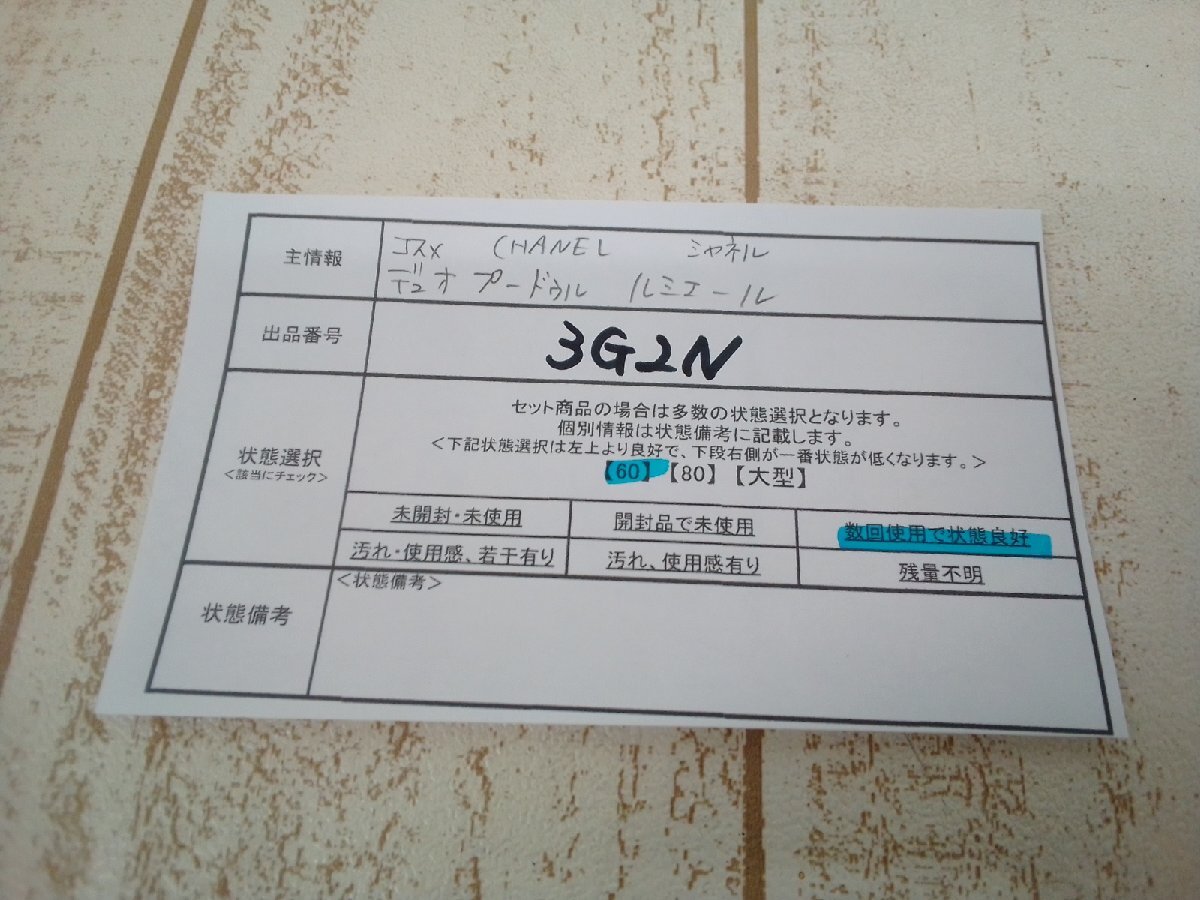 主情報
コスメ CHANEL シャネル
デュオ プードゥル ルミエール
出品番号
3G2N
状態選択
<該当にチェック>
セット商品の場合は多数の状態選択となります。
個別情報は状態備考に記載します。
<下記状態選択は左上より良好で、下段右側が一番状態が低くなります。>
【60】【80】【大型】
未開封・未使用 開封品で未使用 数回使用で状態良好
汚れ・使用感、若干有り 汚れ、使用感有り 残量不明
状態備考
<状態備考>